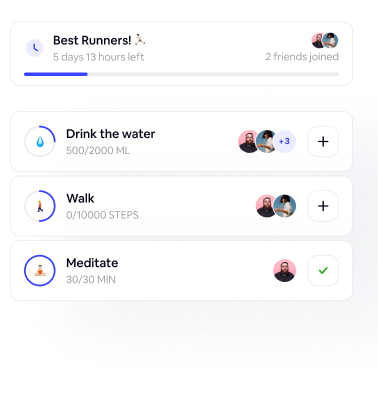 Best Runners! 🏃🏻
5 days 13 hours left
2 friends joined
Drink the water
500/2000 ML
+3
Walk
0/10000 STEPS
Meditate
30/30 MIN